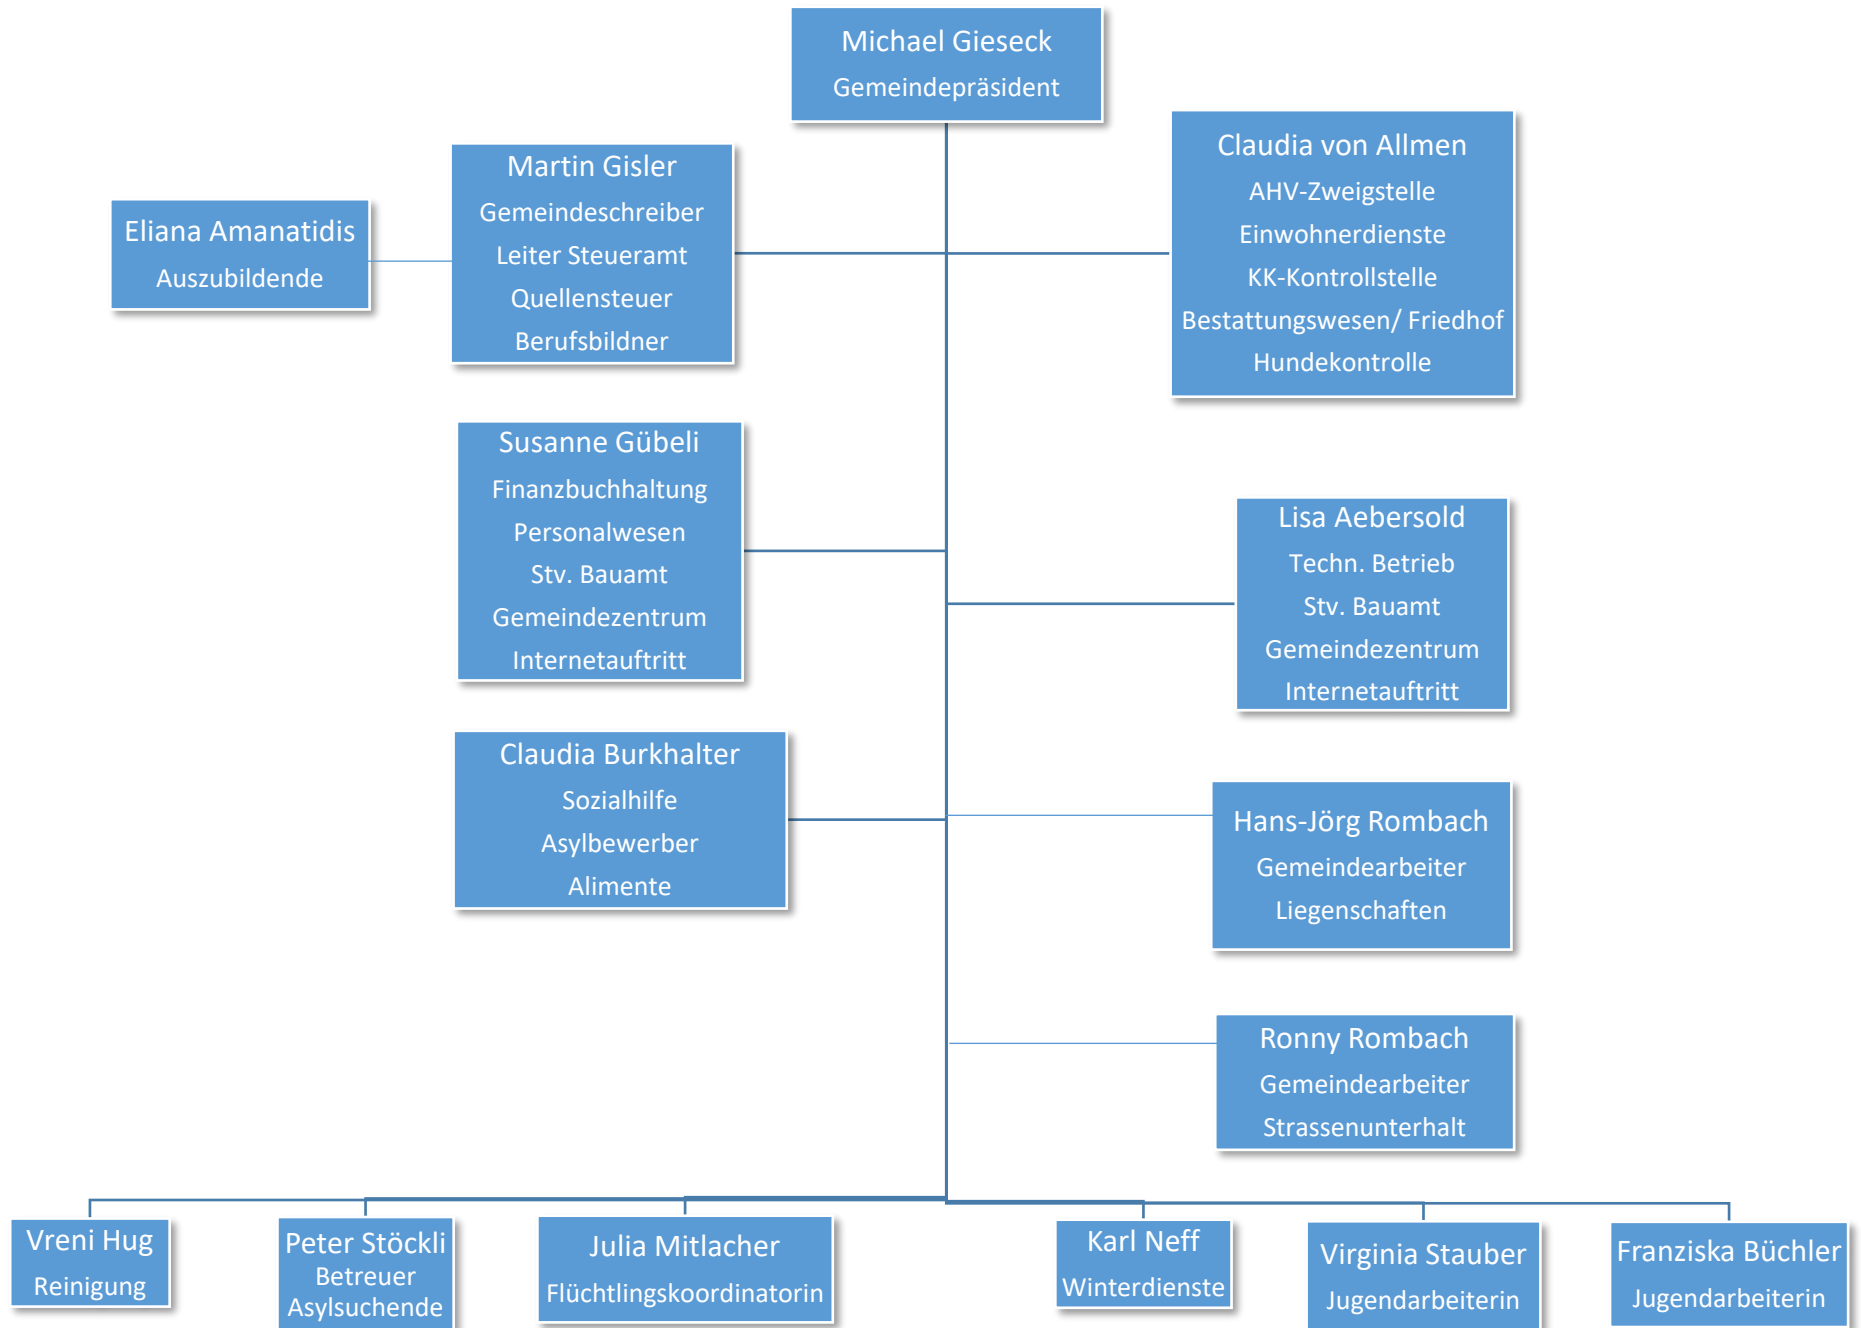 Michael Gieseck
Gemeindepräsident
Claudia von Allmen
AHV-Zweigstelle
Einwohnerdienste
KK-Kontrollstelle
Bestattungswesen/ Friedhof
Hundekontrolle
Martin Gisler
Gemeindeschreiber
Leiter Steueramt
Quellensteuer
Berufsbildner
Eliana Amanatidis
Auszubildende
Susanne Gübeli
Finanzbuchhaltung
Personalwesen
Stv. Bauamt
Gemeindezentrum
Internetauftritt
Lisa Aebersold
Techn. Betrieb
Stv. Bauamt
Gemeindezentrum
Internetauftritt
Claudia Burkhalter
Sozialhilfe
Asylbewerber
Alimente
Hans-Jörg Rombach
Gemeindearbeiter
Liegenschaften
Ronny Rombach
Gemeindearbeiter
Strassenunterhalt
Vreni Hug
Reinigung
Peter Stöckli
Betreuer
Asylsuchende
Julia Mitlacher
Flüchtlingskoordinatorin
Karl Neff
Winterdienste
Virginia Stauber
Jugendarbeiterin
Franziska Büchler
Jugendarbeiterin